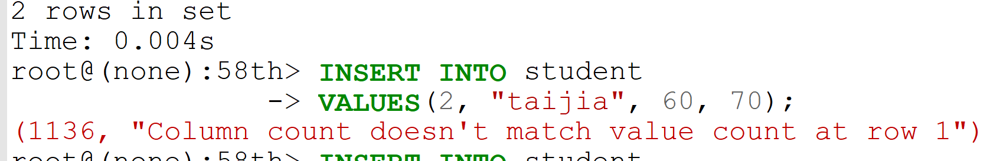 2 rows in set
Time: 0.004s
root@(none):58th> INSERT INTO student
-> VALUES(2, "taijia", 60, 70);
(1136, "Column count doesn't match value count at row 1")
root@(none):58th> INSERT INTO student